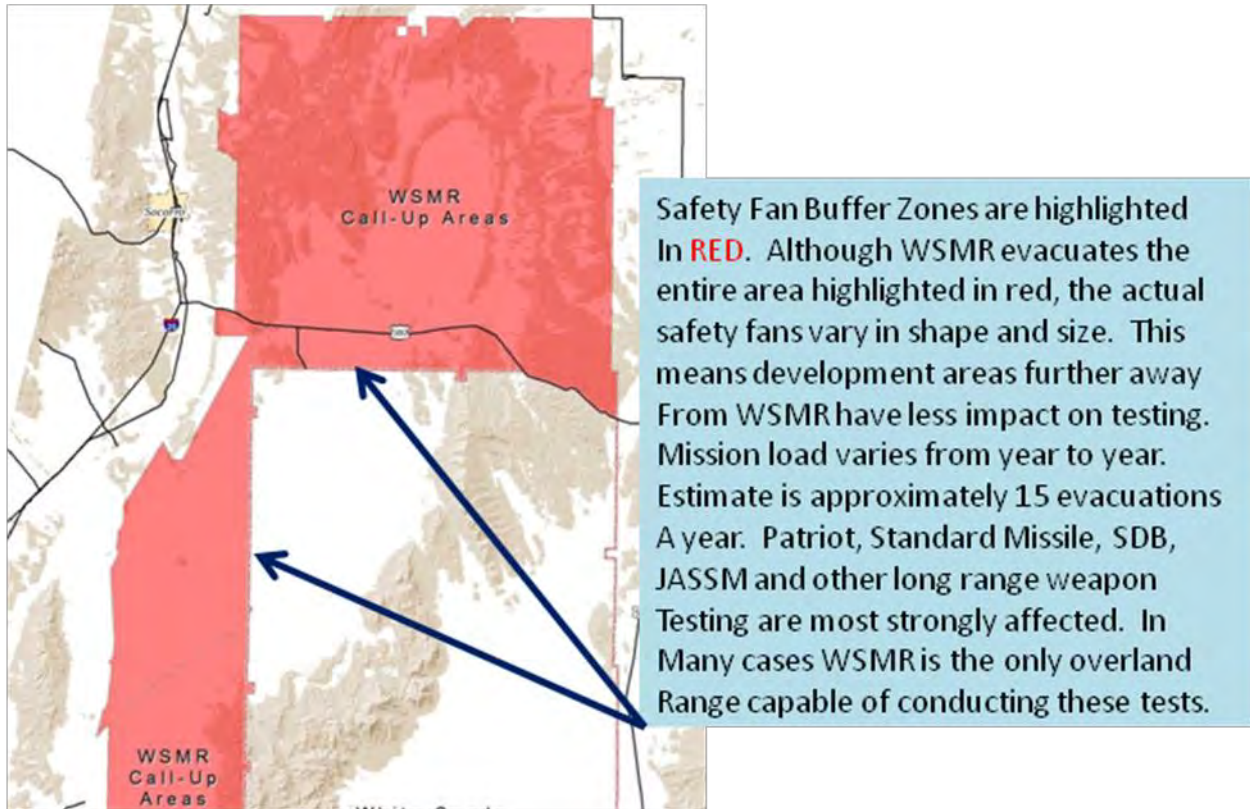 WSMR
Call-Up Areas
Socorro
25
380
WSMR
Call-Up
Areas
Safety Fan Buffer Zones are highlighted
In RED. Although WSMR evacuates the
entire area highlighted in red, the actual
safety fans vary in shape and size. This
means development areas further away
From WSMR have less impact on testing.
Mission load varies from year to year.
Estimate is approximately 15 evacuations
A year. Patriot, Standard Missile, SDB,
JASSM and other long range weapon
Testing are most strongly affected. In
Many cases WSMR is the only overland
Range capable of conducting these tests.